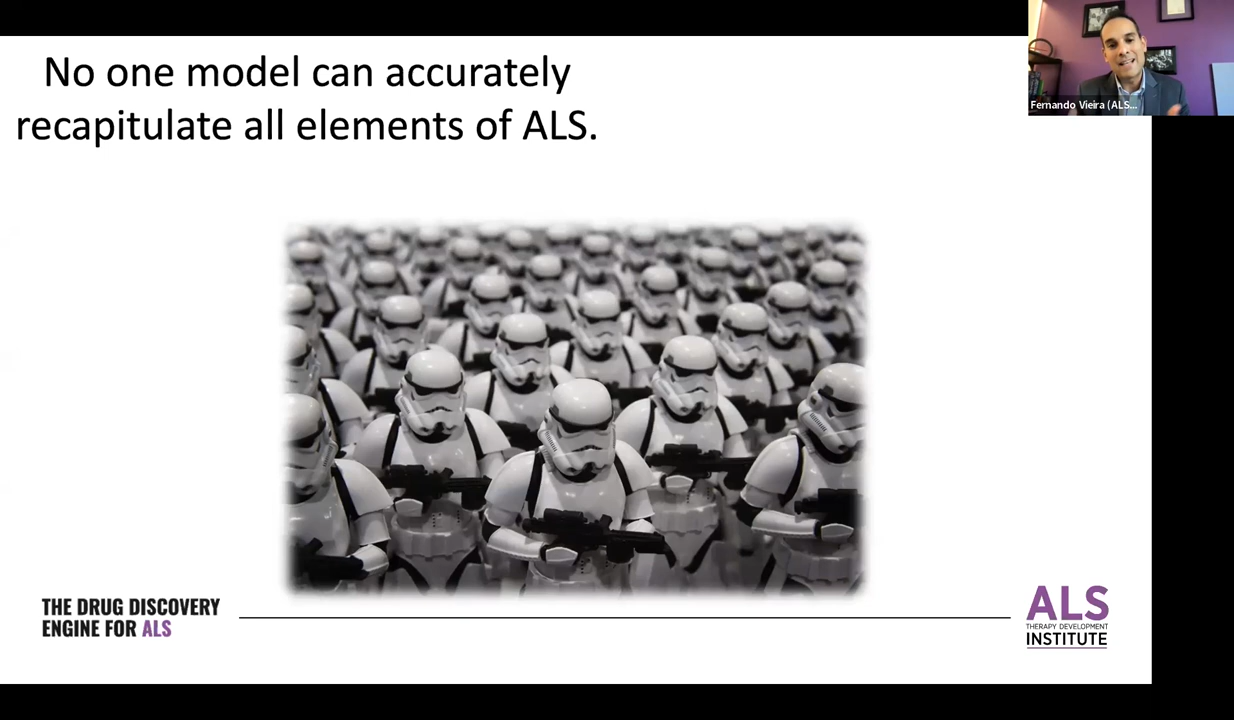 No one model can accurately
recapitulate all elements of ALS.
Fernando Vieira (ALS...
THE DRUG DISCOVERY
ENGINE FOR ALS
ALS
THERAPY DEVELOPMENT
INSTITUTE